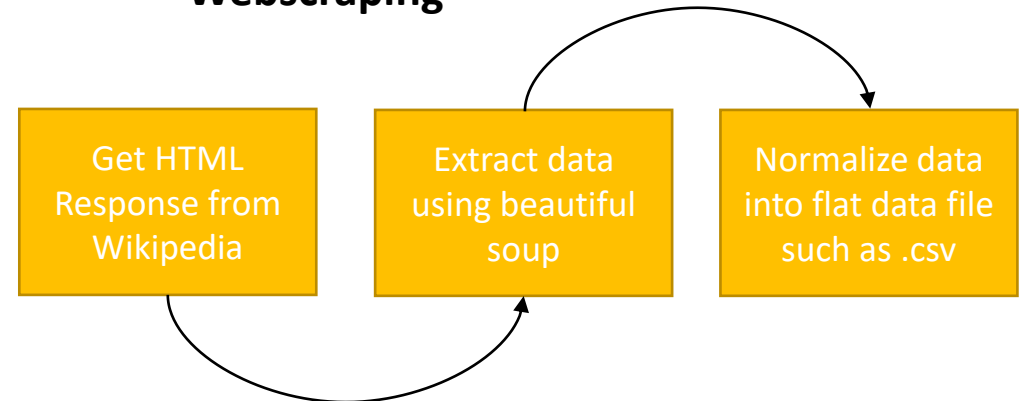 Webscraping
Get HTML
Response from
Wikipedia
Extract data
using beautiful
soup
Normalize data
into flat data file
such as .csv